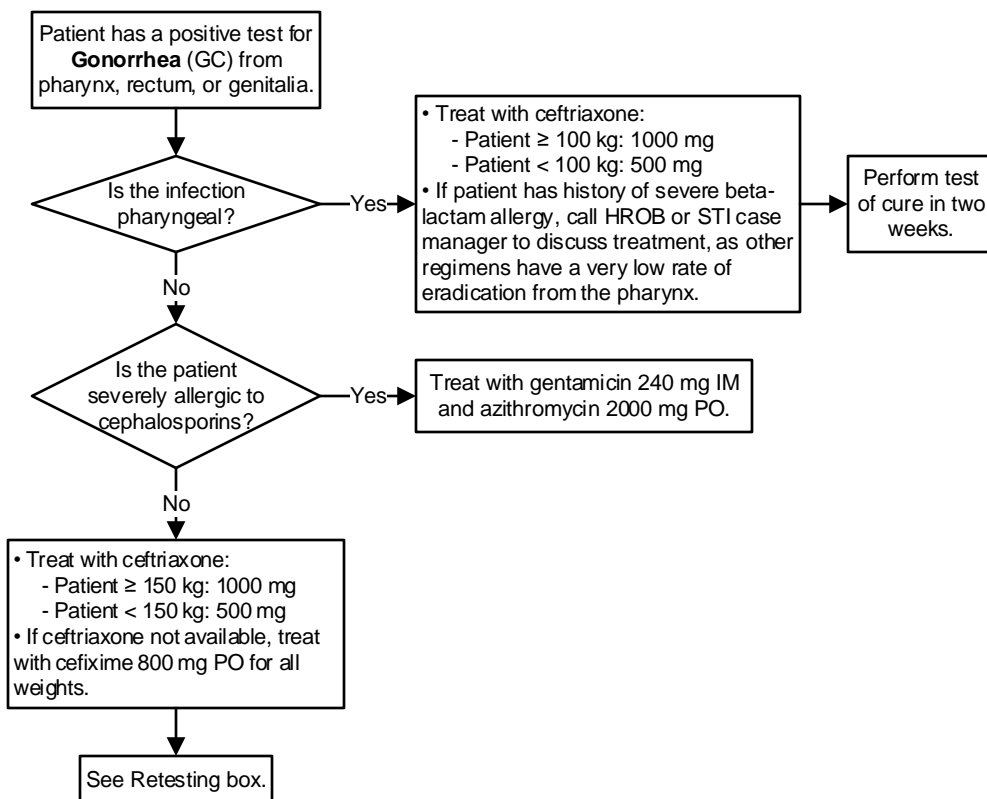 Patient has a positive test for
Gonorrhea (GC) from
pharynx, rectum, or genitalia.
Is the infection
pharyngeal?
Yes
• Treat with ceftriaxone:
- Patient ≥ 100 kg: 1000 mg
- Patient < 100 kg: 500 mg
• If patient has history of severe beta-
lactam allergy, call HROB or STI case
manager to discuss treatment, as other
regimens have a very low rate of
eradication from the pharynx.
Perform test
of cure in two
weeks.
No
Is the patient
severely allergic to
cephalosporins?
Yes
Treat with gentamicin 240 mg IM
and azithromycin 2000 mg PO.
No
• Treat with ceftriaxone:
- Patient ≥ 150 kg: 1000 mg
- Patient < 150 kg: 500 mg
• If ceftriaxone not available, treat
with cefixime 800 mg PO for all
weights.
See Retesting box.